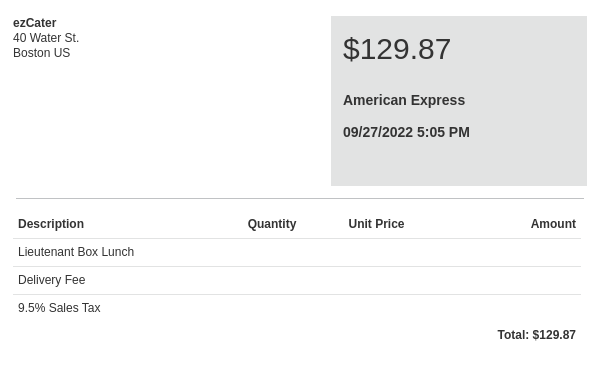 ezCater
40 Water St.
Boston US
$129.87
American Express
09/27/2022 5:05 PM
Description Quantity Unit Price Amount
Lieutenant Box Lunch
Delivery Fee
9.5% Sales Tax
Total: $129.87